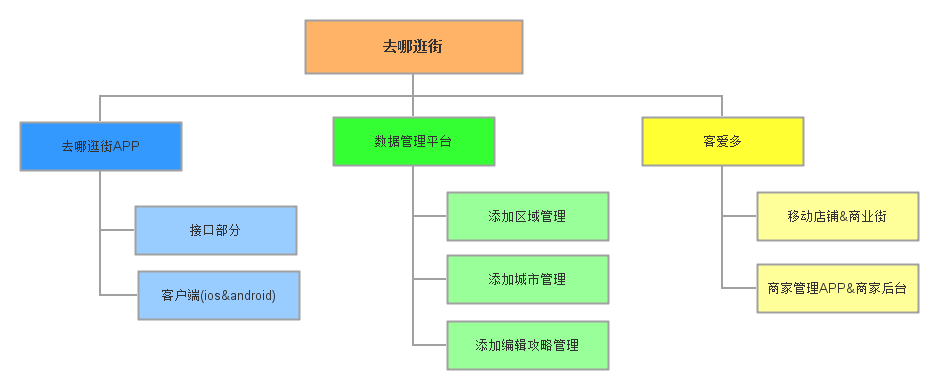 去哪逛街
去哪逛街APP
数据管理平台
客爱多
接口部分
客户端(ios&android)
添加区域管理
添加城市管理
添加编辑攻略管理
移动店铺&商业街
商家管理APP&商家后台